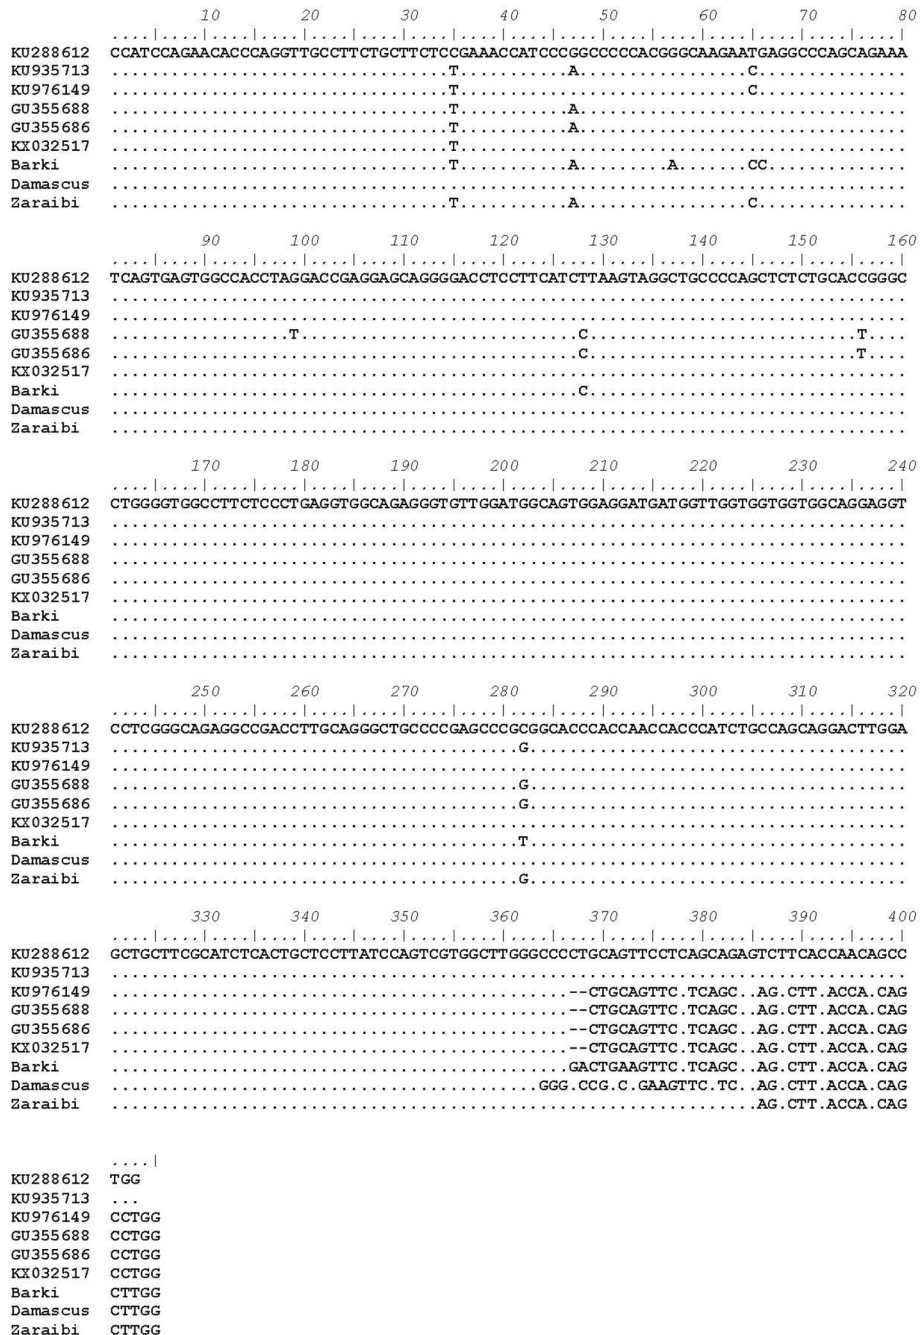 10 20 30 40 50 60 70 80
....|....|....|....|....|....|....|....|....|....|....|....|....|....|....|....|
KU288612 CCATCCAGAACACCCAGGTTGCCTTCTGCTTCTCCGAAACCATCCCGGCCCCCACGGGCAAGAATGAGGCCCAGCAGAAA
KU935713 ..................................T...........A.................C...............
KU976149 ..................................T.............................C...............
GU355688 ..................................T...........A.................................
GU355686 ..................................T...........A.................................
KX032517 ..................................T.............................................
Barki ..................................T...........A.........A.......CC..............
Damascus ................................................................................
Zaraibi ..................................T...........A.................C...............
90 100 110 120 130 140 150 160
....|....|....|....|....|....|....|....|....|....|....|....|....|....|....|....|
KU288612 TCAGTGAGTGGCCACCTAGGACCGAGGAGCAGGGGACCTCCTTCATCTTAAGTAGGCTGCCCCAGCTCTCTGCACCGGGC
KU935713 ................................................................................
KU976149 ................................................................................
GU355688 ..................T............................C...........................T....
GU355686 ...............................................C...........................T....
KX032517 ................................................................................
Barki ...............................................C................................
Damascus ................................................................................
Zaraibi ................................................................................
170 180 190 200 210 220 230 240
....|....|....|....|....|....|....|....|....|....|....|....|....|....|....|....|
KU288612 CTGGGGTGGCCTTCTCCCTGAGGTGGCAGAGGGTGTTGGATGGCAGTGGAGGATGATGGTTGGTGGTGGTGGCAGGAGGT
KU935713 ................................................................................
KU976149 ................................................................................
GU355688 ................................................................................
GU355686 ................................................................................
KX032517 ................................................................................
Barki ................................................................................
Damascus ................................................................................
Zaraibi ................................................................................
250 260 270 280 290 300 310 320
....|....|....|....|....|....|....|....|....|....|....|....|....|....|....|....|
KU288612 CCTCGGGCAGAGGCCGACCTTGCAGGGCTGCCCCGAGCCCGCGGCACCCACCAACCACCCATCTGCCAGCAGGACTTGGA
KU935713 .........................................G......................................
KU976149 ................................................................................
GU355688 .........................................G......................................
GU355686 .........................................G......................................
KX032517 ................................................................................
Barki .........................................T......................................
Damascus ................................................................................
Zaraibi .........................................G......................................
330 340 350 360 370 380 390 400
....|....|....|....|....|....|....|....|....|....|....|....|....|....|....|....|
KU288612 GCTGCTTCGCATCTCACTGCTCCTTATCCAGTCGTGGCTTGGGCCCCTGCAGTTCCTCAGCAGAGTCTTCACCAACAGCC
KU935713 ................................................................................
KU976149 ..............................................--CTGCAGTTC.TCAGC..AG.CTT.ACCA.CAG
GU355688 ..............................................--CTGCAGTTC.TCAGC..AG.CTT.ACCA.CAG
GU355686 ..............................................--CTGCAGTTC.TCAGC..AG.CTT.ACCA.CAG
KX032517 ..............................................--CTGCAGTTC.TCAGC..AG.CTT.ACCA.CAG
Barki ..............................................GACTGAAGTTC.TCAGC..AG.CTT.ACCA.CAG
Damascus ...........................................GGG.CCG.C.GAAGTTC.TC..AG.CTT.ACCA.CAG
Zaraibi .................................................................AG.CTT.ACCA.CAG
....|
KU288612 TGG
KU935713 ...
KU976149 CCTGG
GU355688 CCTGG
GU355686 CCTGG
KX032517 CCTGG
Barki CTTGG
Damascus CTTGG
Zaraibi CTTGG